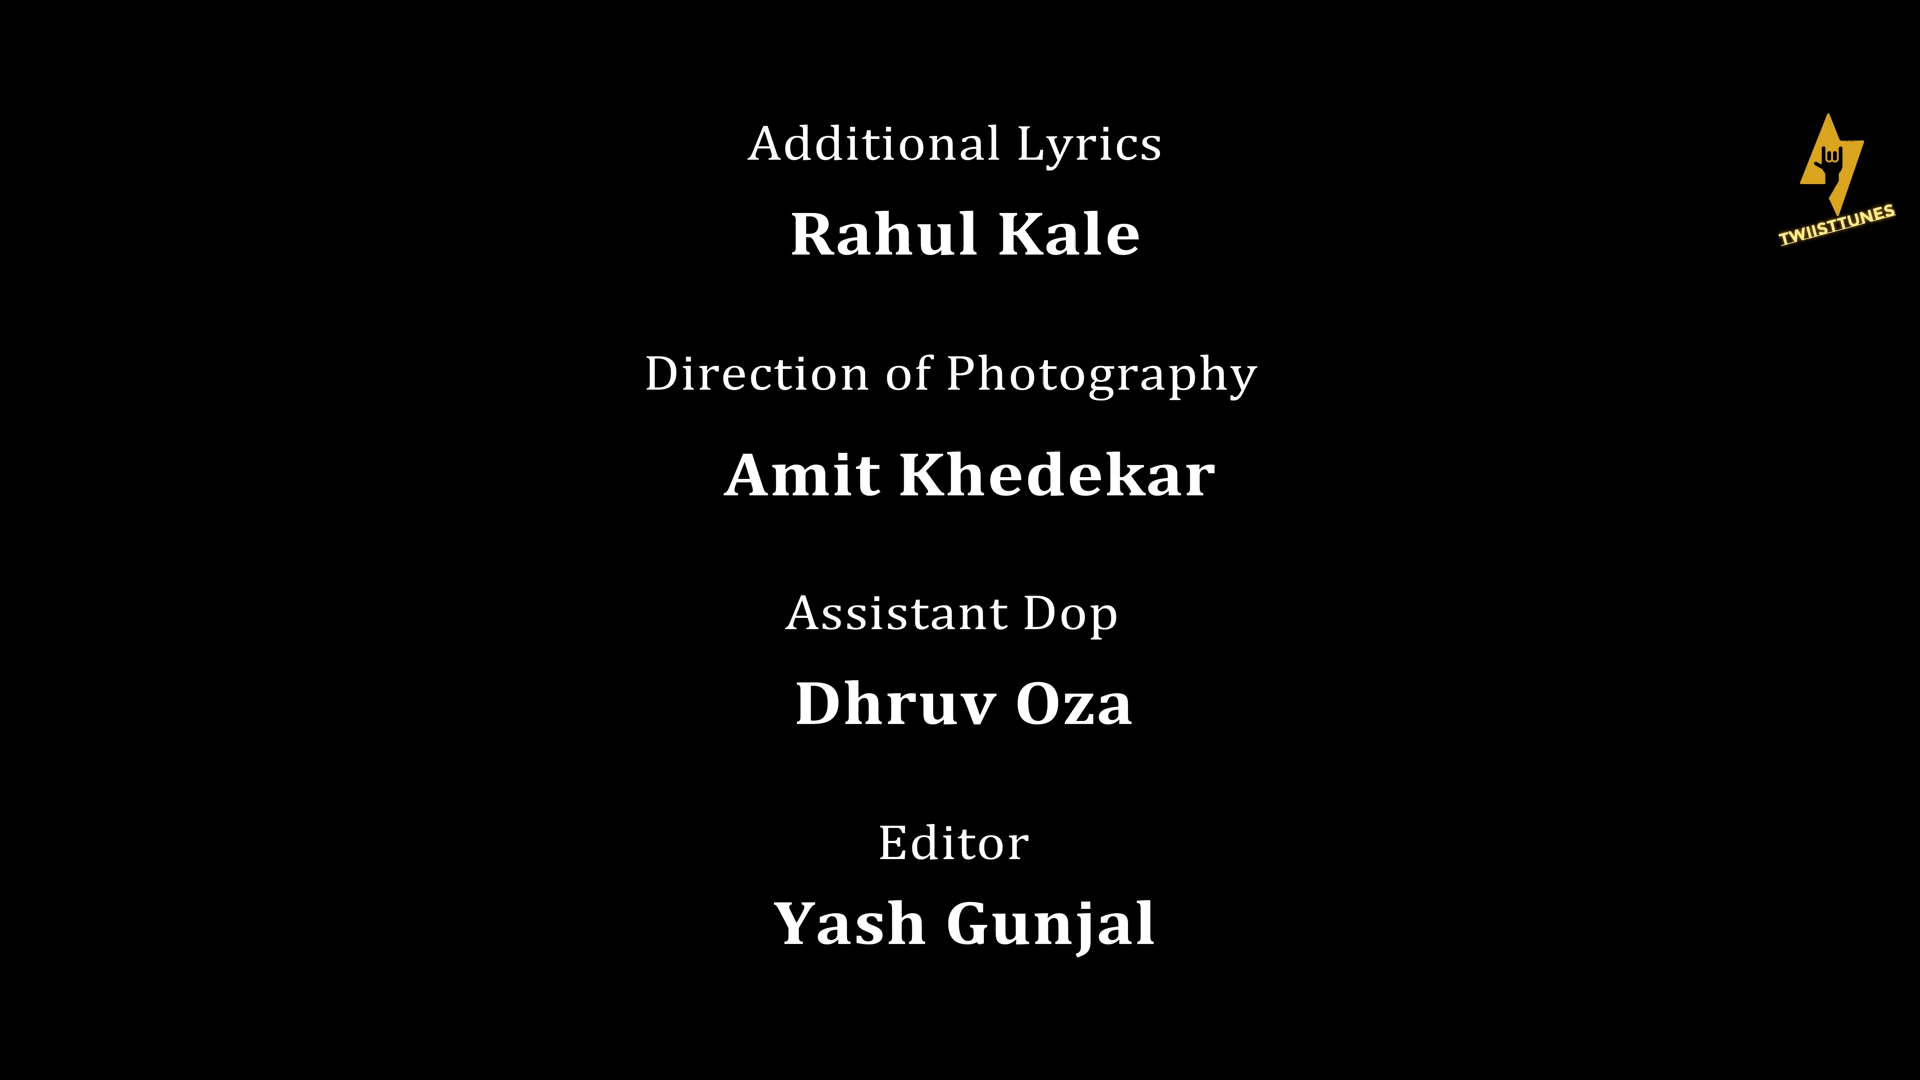 Additional Lyrics
Rahul Kale
TWIISTTUNES
Direction of Photography
Amit Khedekar
Assistant Dop
Dhruv Oza
Editor
Yash Gunjal